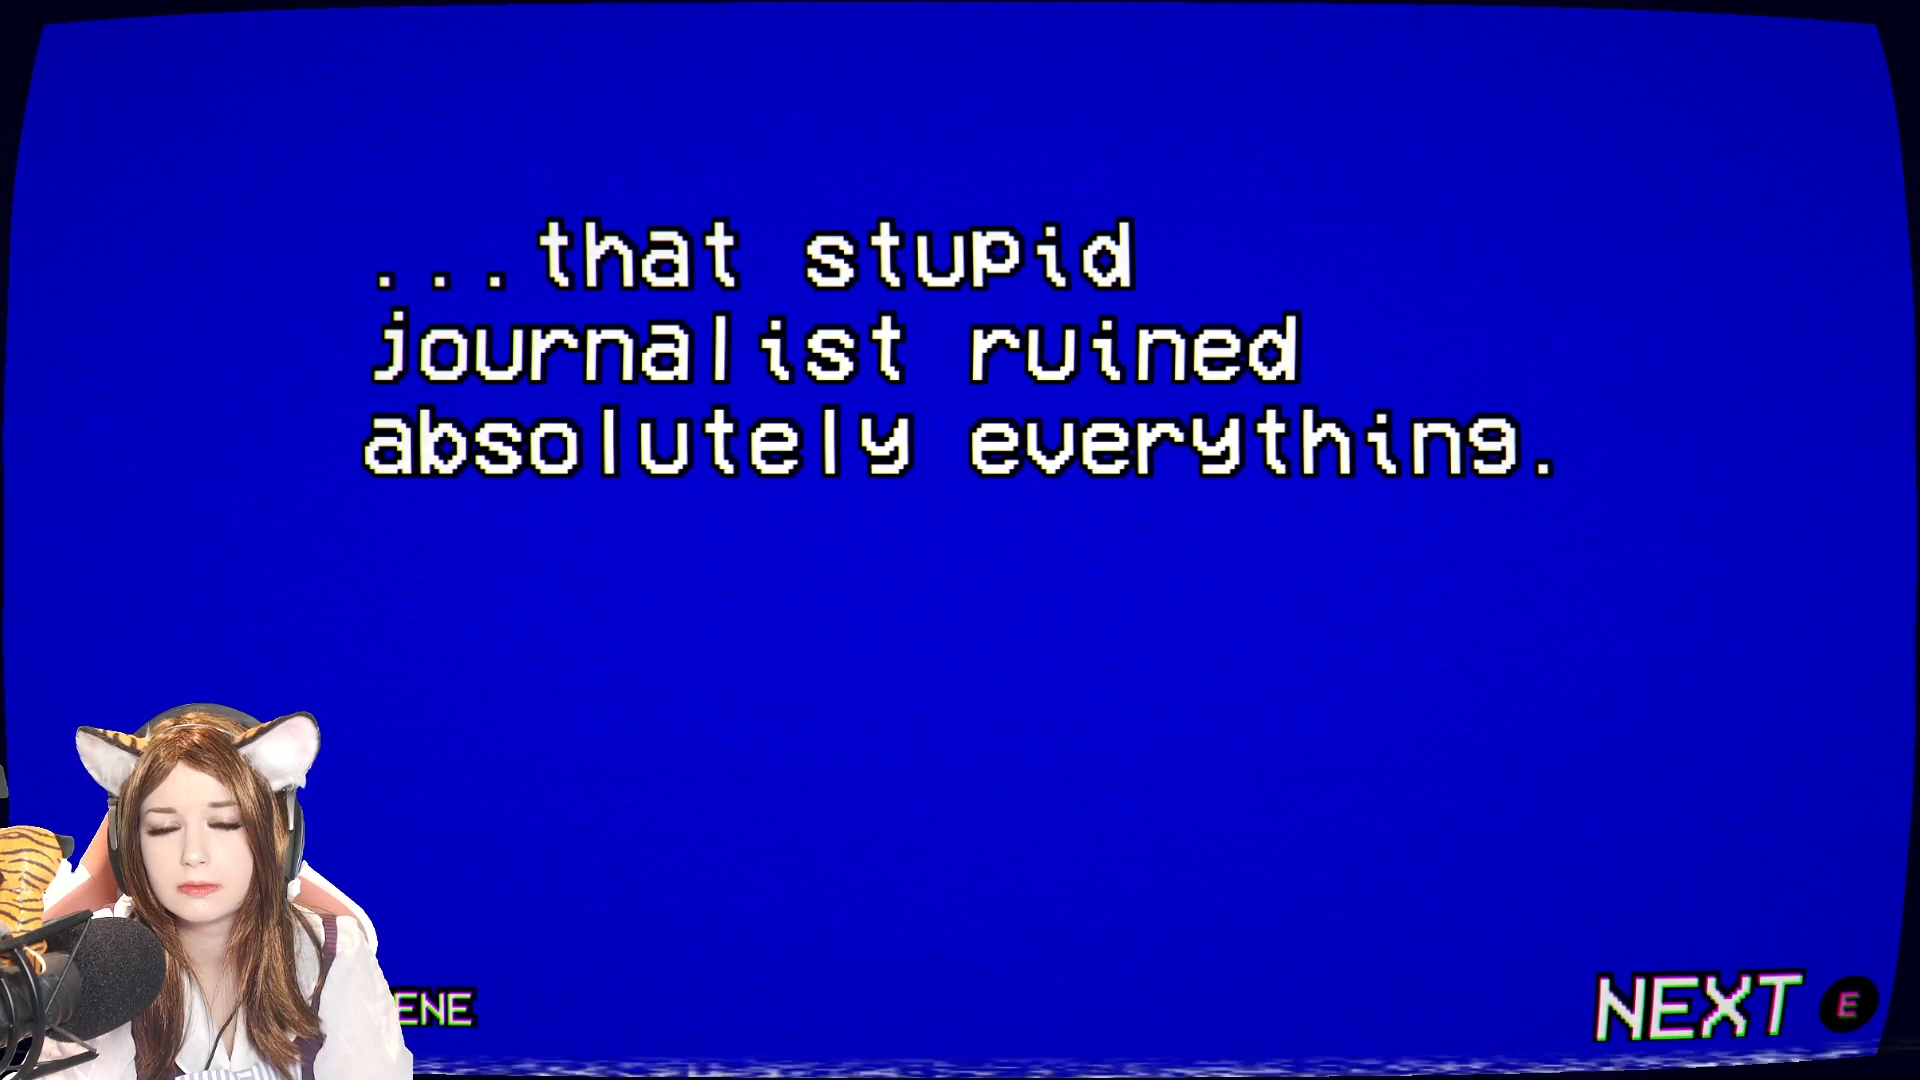 ...that stupid
journalist ruined
absolutely everything.
ENE
NEXT E